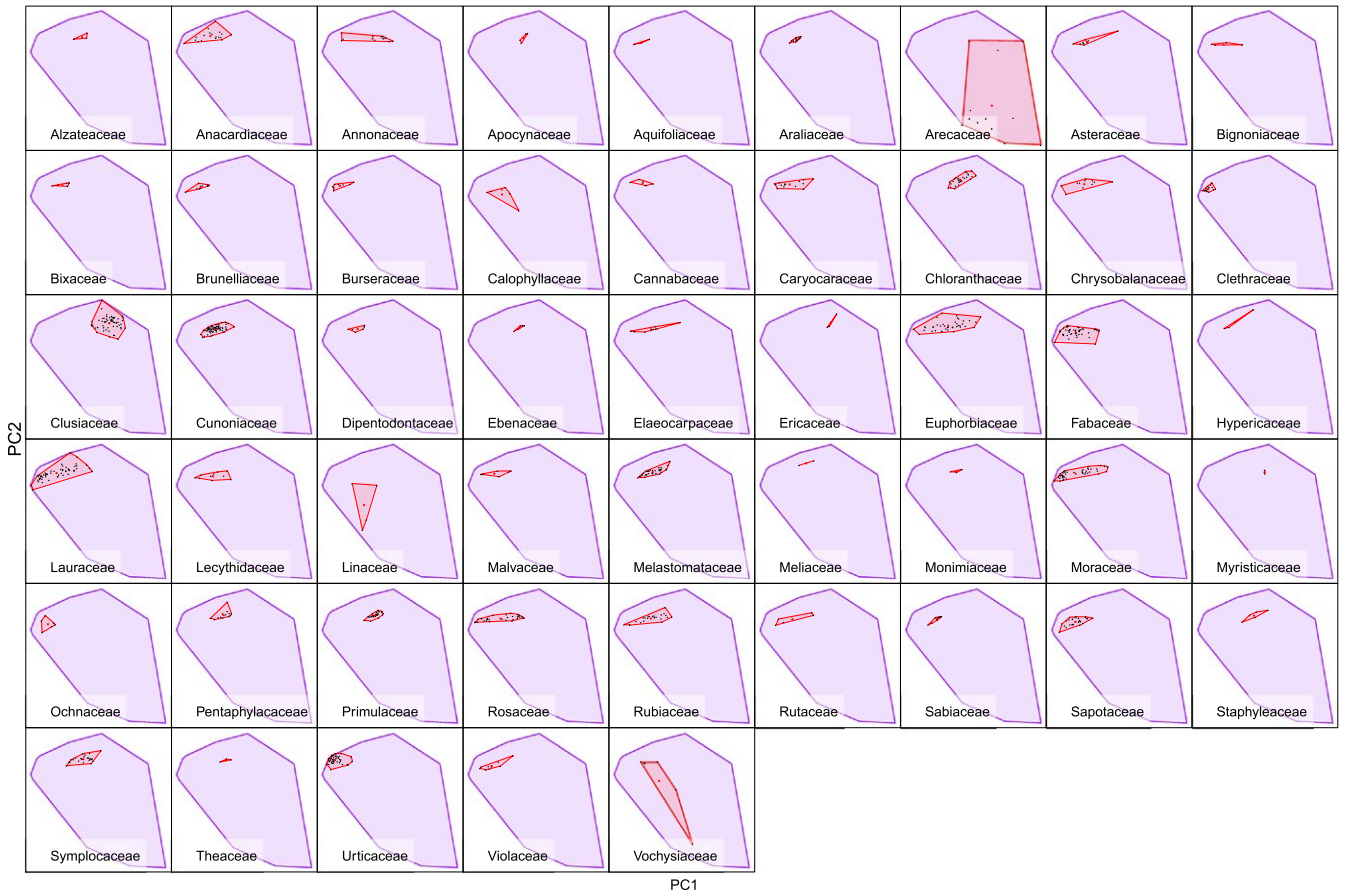 Alzateaceae Anacardiaceae Annonaceae Apocynaceae Aquifoliaceae Araliaceae Arecaceae Asteraceae Bignoniaceae
Bixaceae Brunelliaceae Burseraceae Calophyllaceae Cannabaceae Caryocaraceae Chloranthaceae Chrysobalanaceae Clethraceae
Clusiaceae Cunoniaceae Dipentodontaceae Ebenaceae Elaeocarpaceae Ericaceae Euphorbiaceae Fabaceae Hypericaceae
PC2
Lauraceae Lecythidaceae Linaceae Malvaceae Melastomataceae Meliaceae Monimiaceae Moraceae Myristicaceae
Ochnaceae Pentaphylacaceae Primulaceae Rosaceae Rubiaceae Rutaceae Sabiaceae Sapotaceae Staphyleaceae
Symplocaceae Theaceae Urticaceae Violaceae Vochysiaceae
PC1